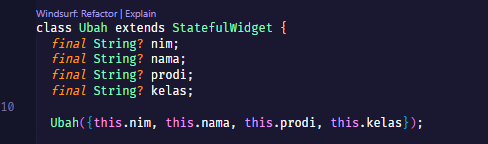 Windsurf: Refactor | Explain
class Ubah extends StatefulWidget {
final String? nim;
final String? nama;
final String? prodi;
final String? kelas;
10
Ubah({this.nim, this.nama, this.prodi, this.kelas});